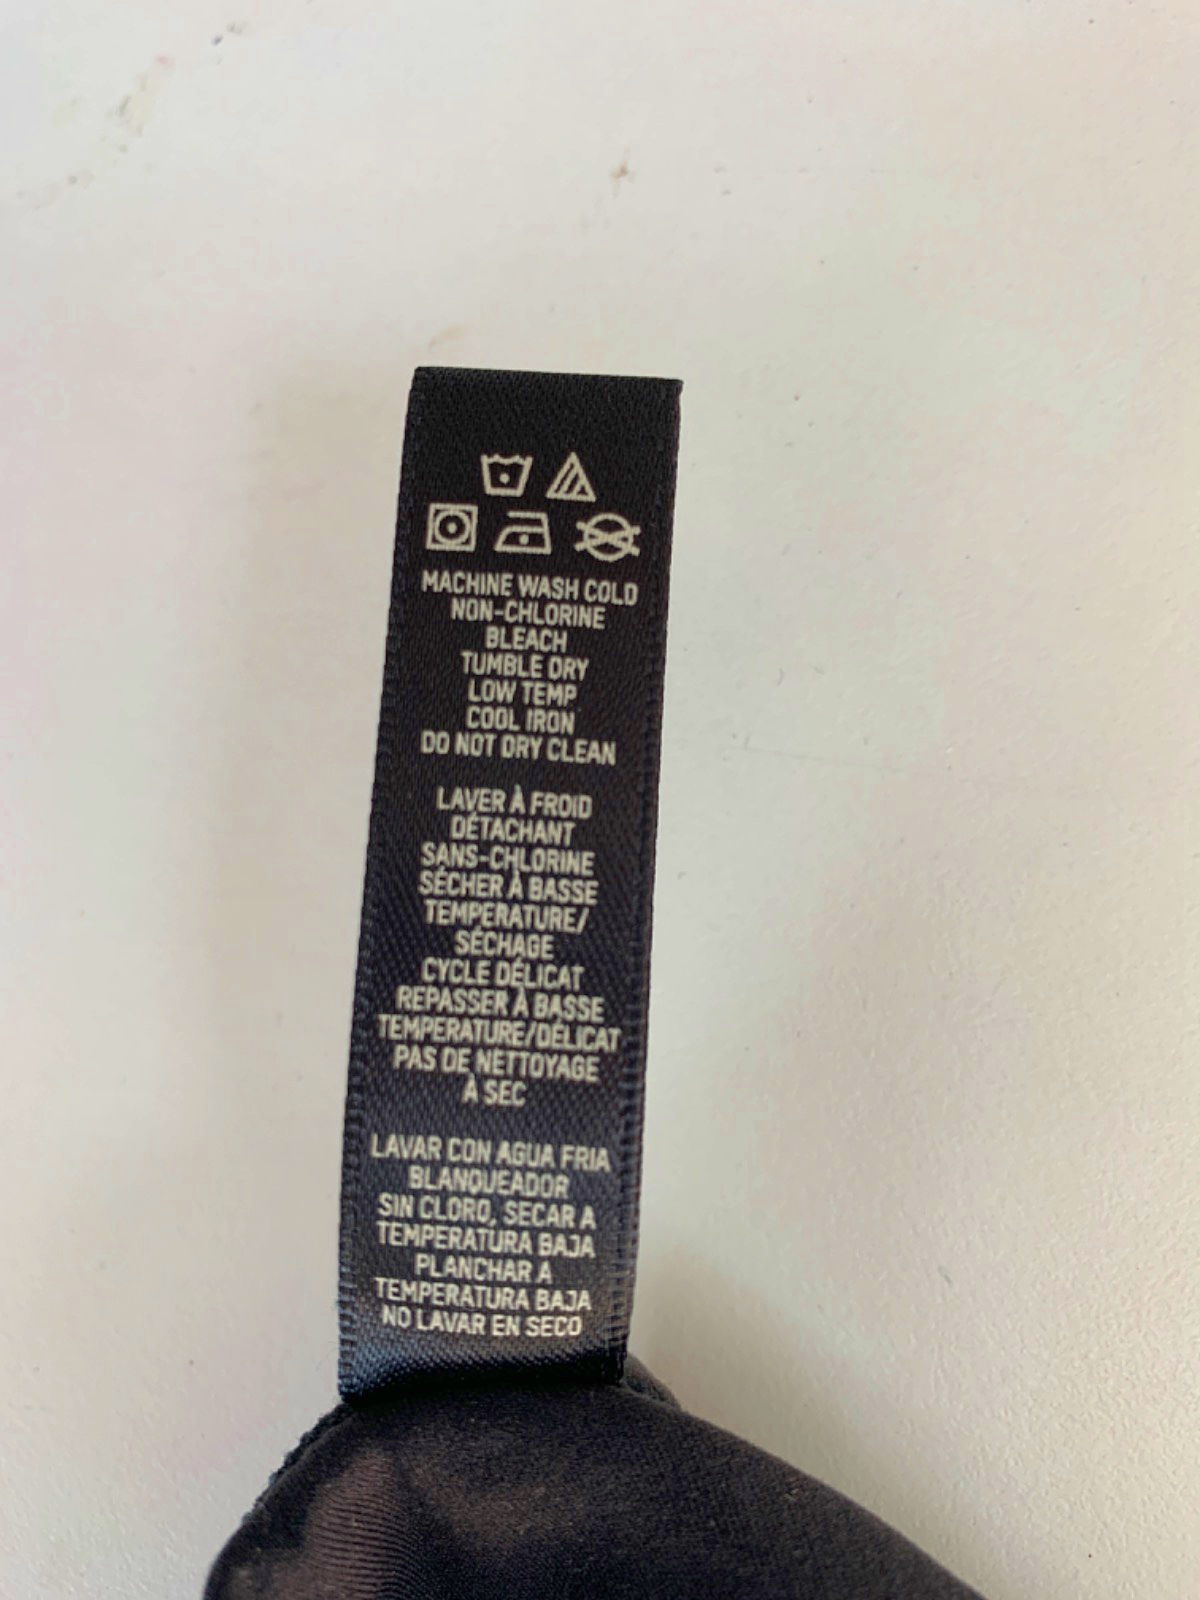 MACHINE WASH COLD
NON-CHLORINE
BLEACH
TUMBLE DRY
LOW TEMP
COOL IRON
DO NOT DRY CLEAN
LAVER À FROID
DÉTACHANT
SANS-CHLORINE
SÉCHER À BASSE
TEMPERATURE/
SÉCHAGE
CYCLE DÉLICAT
REPASSER À BASSE
TEMPERATURE/DÉLICAT
PAS DE NETTOYAGE
À SEC
LAVAR CON AGUA FRIA
BLANQUEADOR
SIN CLORO, SECAR A
TEMPERATURA BAJA
PLANCHAR A
TEMPERATURA BAJA
NO LAVAR EN SECO